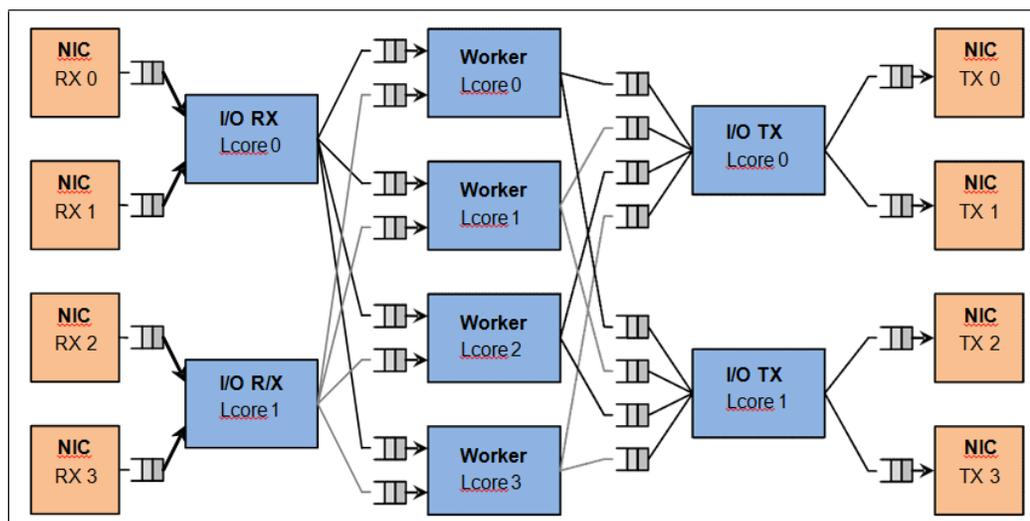 NIC
RX 0
NIC
RX 1
NIC
RX 2
NIC
RX 3
I/O RX
Lcore 0
I/O R/X
Lcore 1
Worker
Lcore 0
Worker
Lcore 1
Worker
Lcore 2
Worker
Lcore 3
I/O TX
Lcore 0
I/O TX
Lcore 1
NIC
TX 0
NIC
TX 1
NIC
TX 2
NIC
TX 3